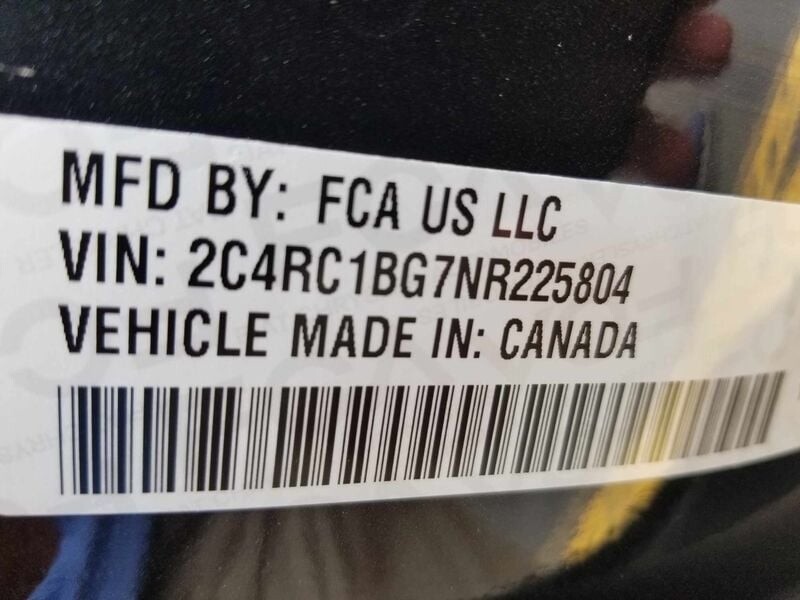 MFD BY: FCA US LLC
VIN: 2C4RC1BG7NR225804
VEHICLE MADE IN: CANADA